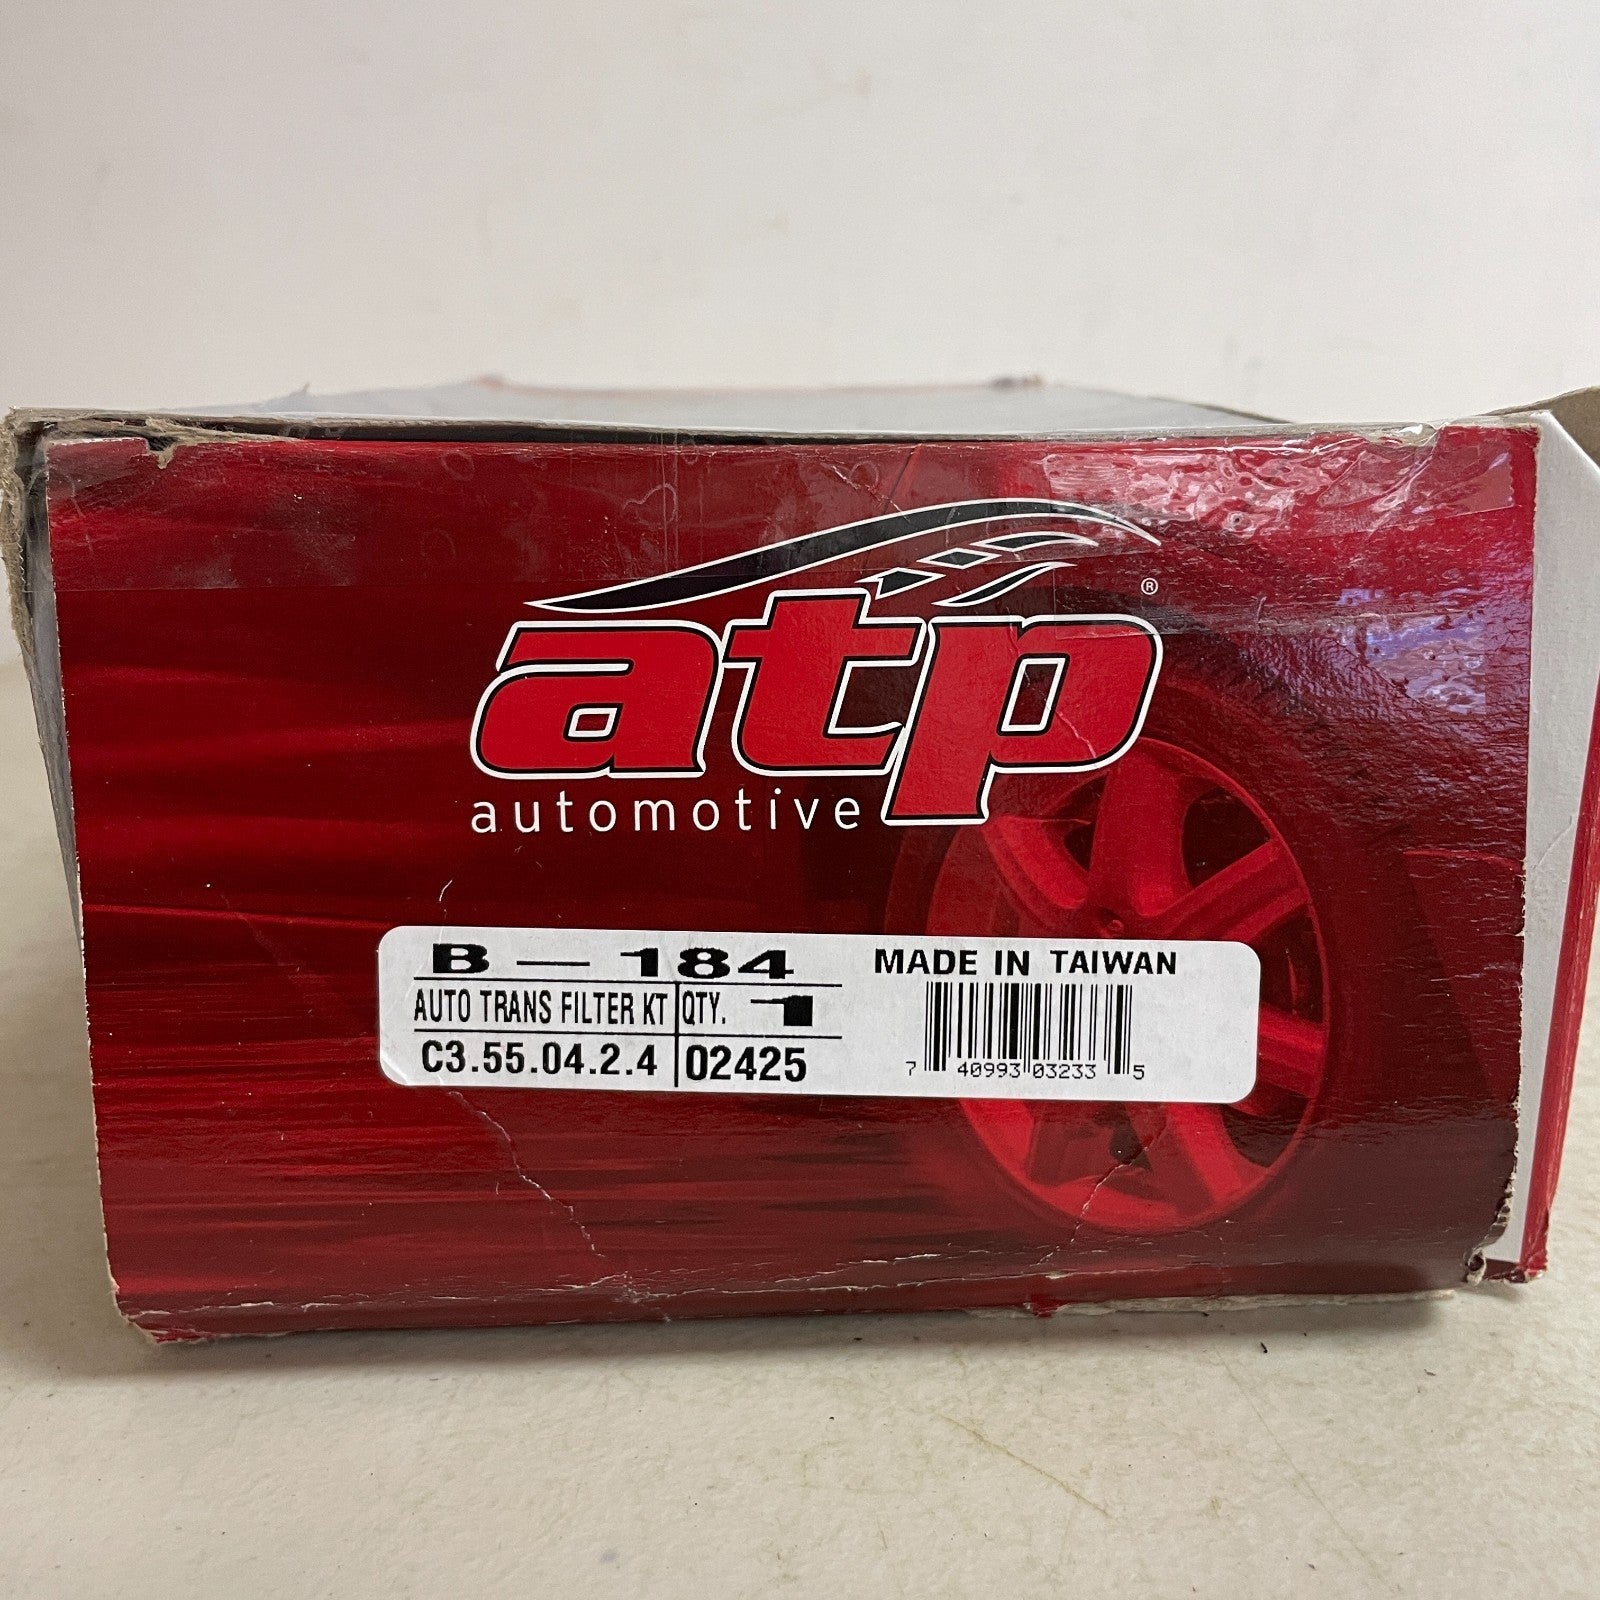 atp®
automotive
B — 184
AUTO TRANS FILTER KT QTY. 1
C3.55.04.2.4 02425
MADE IN TAIWAN
7 40993 03233 5